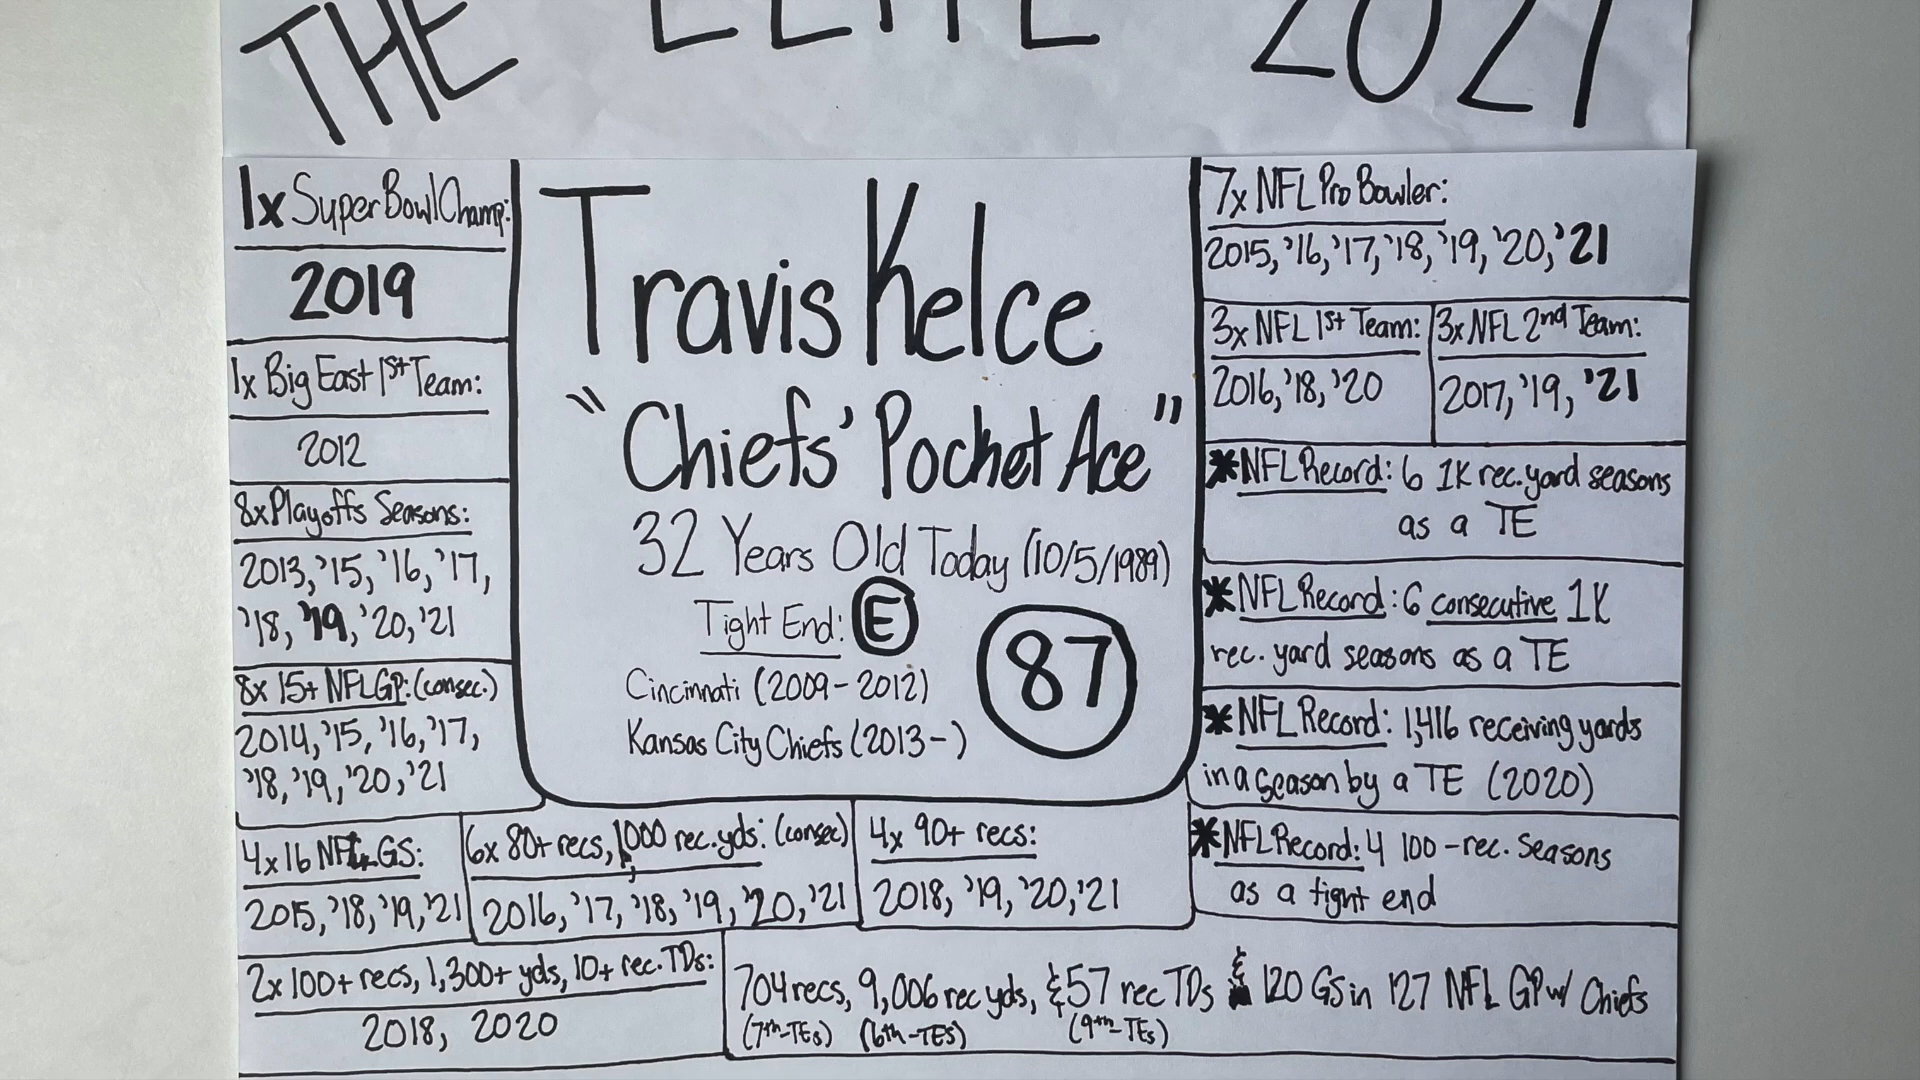 THE ELITE 2021
1x Super Bowl Champ:
2019
1x Big East 1st Team:
2012
8x Playoffs Seasons:
2013, '15, '16, '17,
'18, '19, '20, '21
8x 15+ NFL GP: (consec.)
2014, '15, '16, '17,
'18, '19, '20, '21
Travis Kelce
"Chiefs' Pocket Ace"
32 Years Old Today (10/5/1989)
Tight End: E
87
Cincinnati (2009-2012)
Kansas City Chiefs (2013-)
7x NFL Pro Bowler:
2015, '16, '17, '18, '19, '20, '21
3x NFL 1st Team:
2016, '18, '20
3x NFL 2nd Team:
2017, '19, '21
*NFL Record: 6 1K rec. yard seasons
as a TE
*NFL Record: 6 consecutive 1K
rec. yard seasons as a TE
*NFL Record: 1,416 receiving yards
in a season by a TE (2020)
*NFL Record: 4 100-rec. seasons
as a tight end
4x 16 NFL GS:
2015, '18, '19, '21
6x 80+ recs, 1,000 rec. yds: (consec)
2016, '17, '18, '19, '20, '21
4x 90+ recs:
2018, '19, '20, '21
2x 100+ recs, 1,300+ yds, 10+ rec. TDs:
2018, 2020
704 recs, 9,006 rec yds, & 57 rec TDs & 120 GS in 127 NFL GP w/ Chiefs
(7th-TEs) (6th-TEs) (9th-TEs)